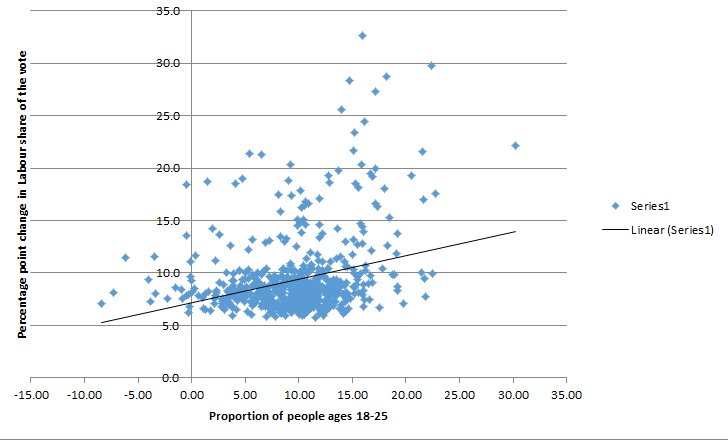 Percentage point change in Labour share of the vote
35.0
30.0
25.0
20.0
15.0
10.0
5.0
0.0
-15.00 -10.00 -5.00 0.00 5.00 10.00 15.00 20.00 25.00 30.00 35.00
Proportion of people ages 18-25
Series1
Linear (Series1)